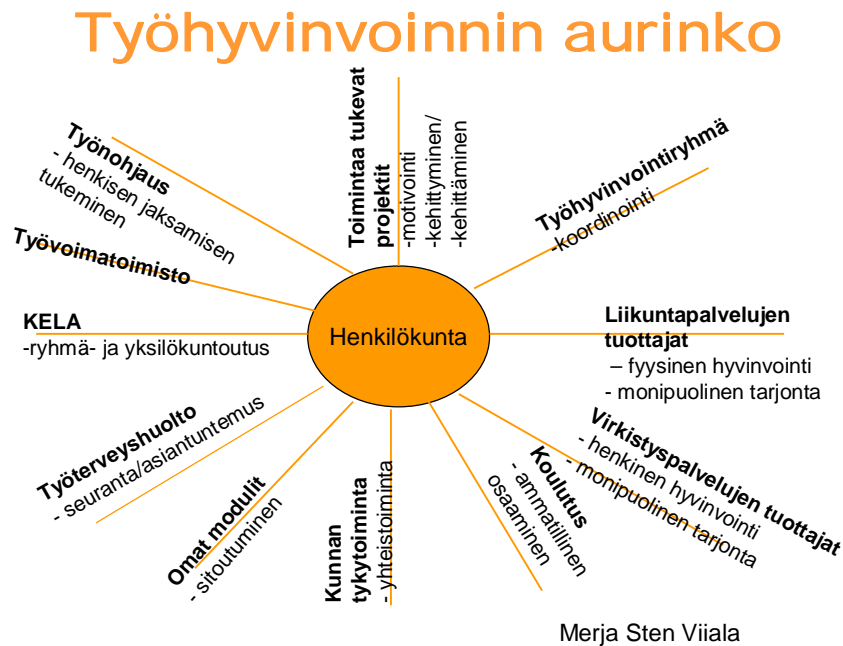 Työhyvinvoinnin aurinko
Työnohjaus
- henkisen jaksamisen
tukeminen
Työvoimatoimisto
KELA
-ryhmä- ja yksilökuntoutus
Työterveyshuolto
- seuranta/asiantuntemus
Omat modulit
- sitoutuminen
Kunnan
tykytoiminta
- yhteistoiminta
Koulutus
- ammatillinen
osaaminen
Virkistyspalvelujen tuottajat
- henkinen hyvinvointi
- monipuolinen tarjonta
Liikuntapalvelujen
tuottajat
– fyysinen hyvinvointi
- monipuolinen tarjonta
Työhyvinvointiryhmä
-koordinointi
Toimintaa tukevat
projektit
-motivointi
-kehittyminen/
-kehittäminen
Henkilökunta
Merja Sten Viiala